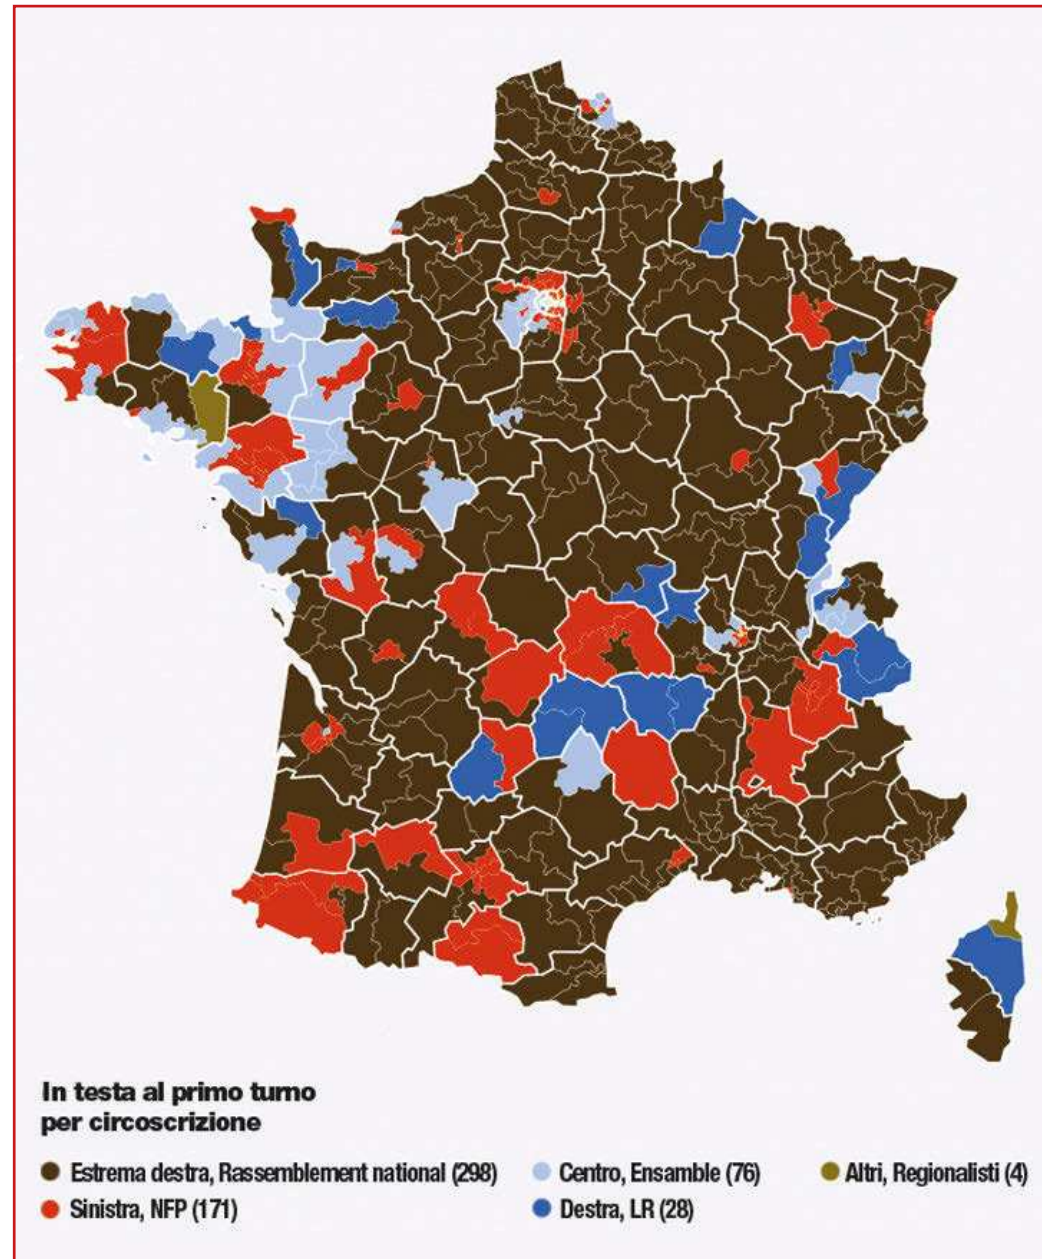 In testa al primo turno
per circoscrizione
Estrema destra, Rassemblement national (298)
Centro, Ensamble (76)
Altri, Regionalisti (4)
Sinistra, NFP (171)
Destra, LR (28)